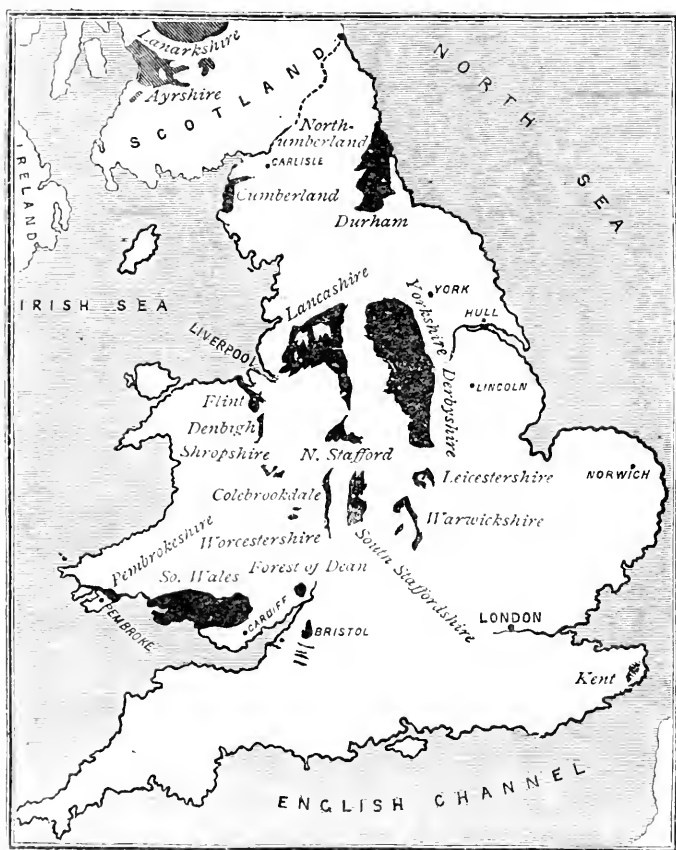 Lanarkshire
Ayrshire
SCOTLAND
NORTH SEA
IRELAND
North-
umberland
CARLISLE
Cumberland
Durham
IRISH SEA
Lancashire
YORK
Yorkshire
HULL
LIVERPOOL
Derbyshire
LINCOLN
Flint
Denbigh
Shropshire
N. Stafford
Leicestershire
NORWICH
Colebrookdale
Warwickshire
Pembrokeshire
Worcestershire
South Staffordshire
So. Wales
Forest of Dean
PEMBROKE
CARDIFF
BRISTOL
LONDON
Kent
ENGLISH CHANNEL